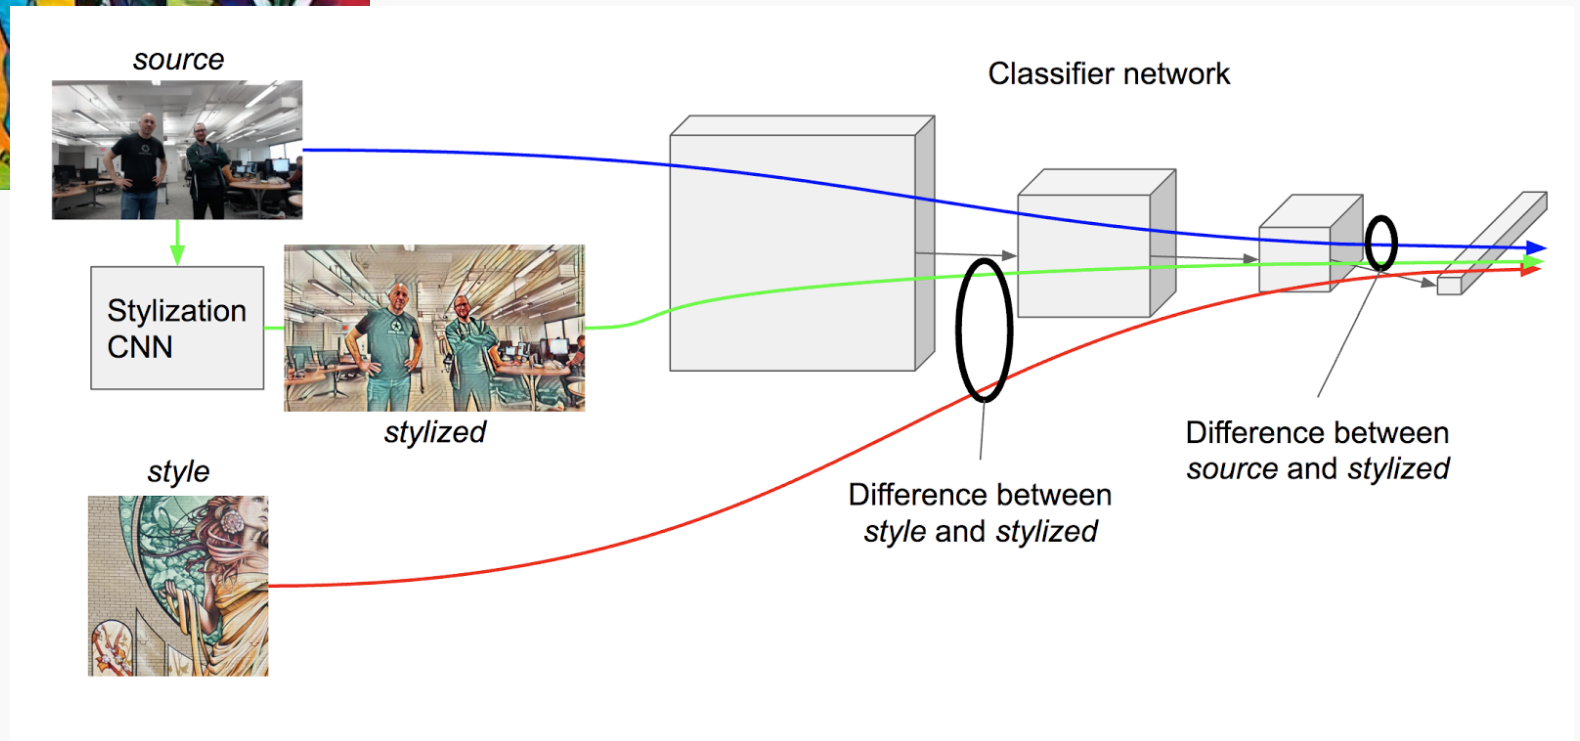 source
Classifier network
Stylization
CNN
stylized
style
Difference between
source and stylized
Difference between
style and stylized